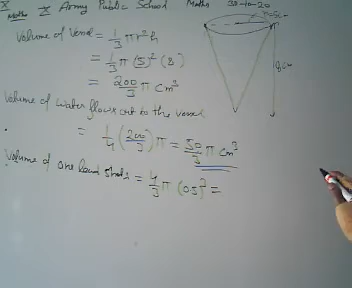 X Maths X Army Public School Maths 30-10-20
r=5cm
8cm
Volume of Vessel = 1/3 πr²h
= 1/3 π (5)² (8)
= 200/3 π cm³
Volume of water flows out to the vessel
= 1/4 (200/3) π = 50/3 π cm³
Volume of one lead shots = 4/3 π (0.5)³ =